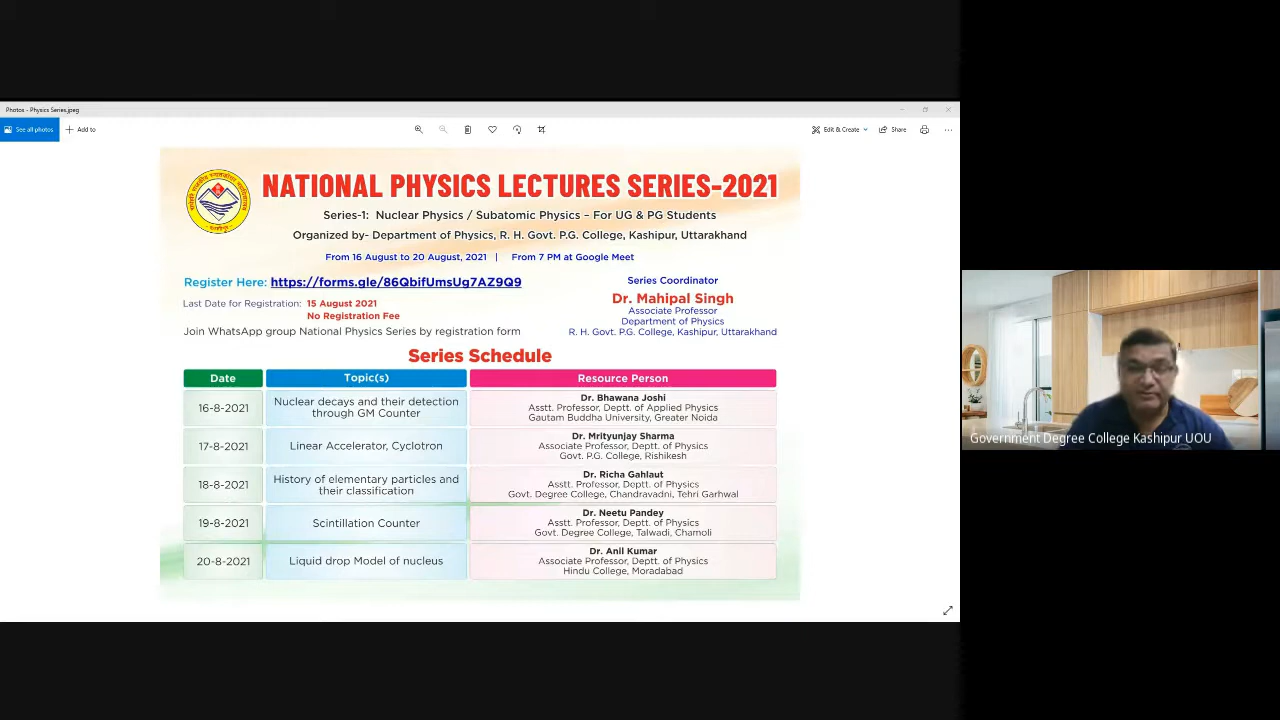 Photos - Physics Series.jpeg
See all photos
Add to
Edit & Create
Share
NATIONAL PHYSICS LECTURES SERIES-2021
Series-1: Nuclear Physics / Subatomic Physics – For UG & PG Students
Organized by- Department of Physics, R. H. Govt. P.G. College, Kashipur, Uttarakhand
From 16 August to 20 August, 2021 | From 7 PM at Google Meet
Register Here: https://forms.gle/86QbifUmsUg7AZ9Q9
Last Date for Registration: 15 August 2021
No Registration Fee
Join WhatsApp group National Physics Series by registration form
Series Coordinator
Dr. Mahipal Singh
Associate Professor
Department of Physics
R. H. Govt. P.G. College, Kashipur, Uttarakhand
Series Schedule
Date Topic(s) Resource Person
16-8-2021
Nuclear decays and their detection
through GM Counter
Dr. Bhawana Joshi
Asstt. Professor, Deptt. of Applied Physics
Gautam Buddha University, Greater Noida
17-8-2021
Linear Accelerator, Cyclotron
Dr. Mrityunjay Sharma
Associate Professor, Deptt. of Physics
Govt. P.G. College, Rishikesh
18-8-2021
History of elementary particles and
their classification
Dr. Richa Gahlaut
Asstt. Professor, Deptt. of Physics
Govt. Degree College, Chandravadni, Tehri Garhwal
19-8-2021
Scintillation Counter
Dr. Neetu Pandey
Asstt. Professor, Deptt. of Physics
Govt. Degree College, Talwadi, Chamoli
20-8-2021
Liquid drop Model of nucleus
Dr. Anil Kumar
Associate Professor, Deptt. of Physics
Hindu College, Moradabad
Government Degree College Kashipur UOU